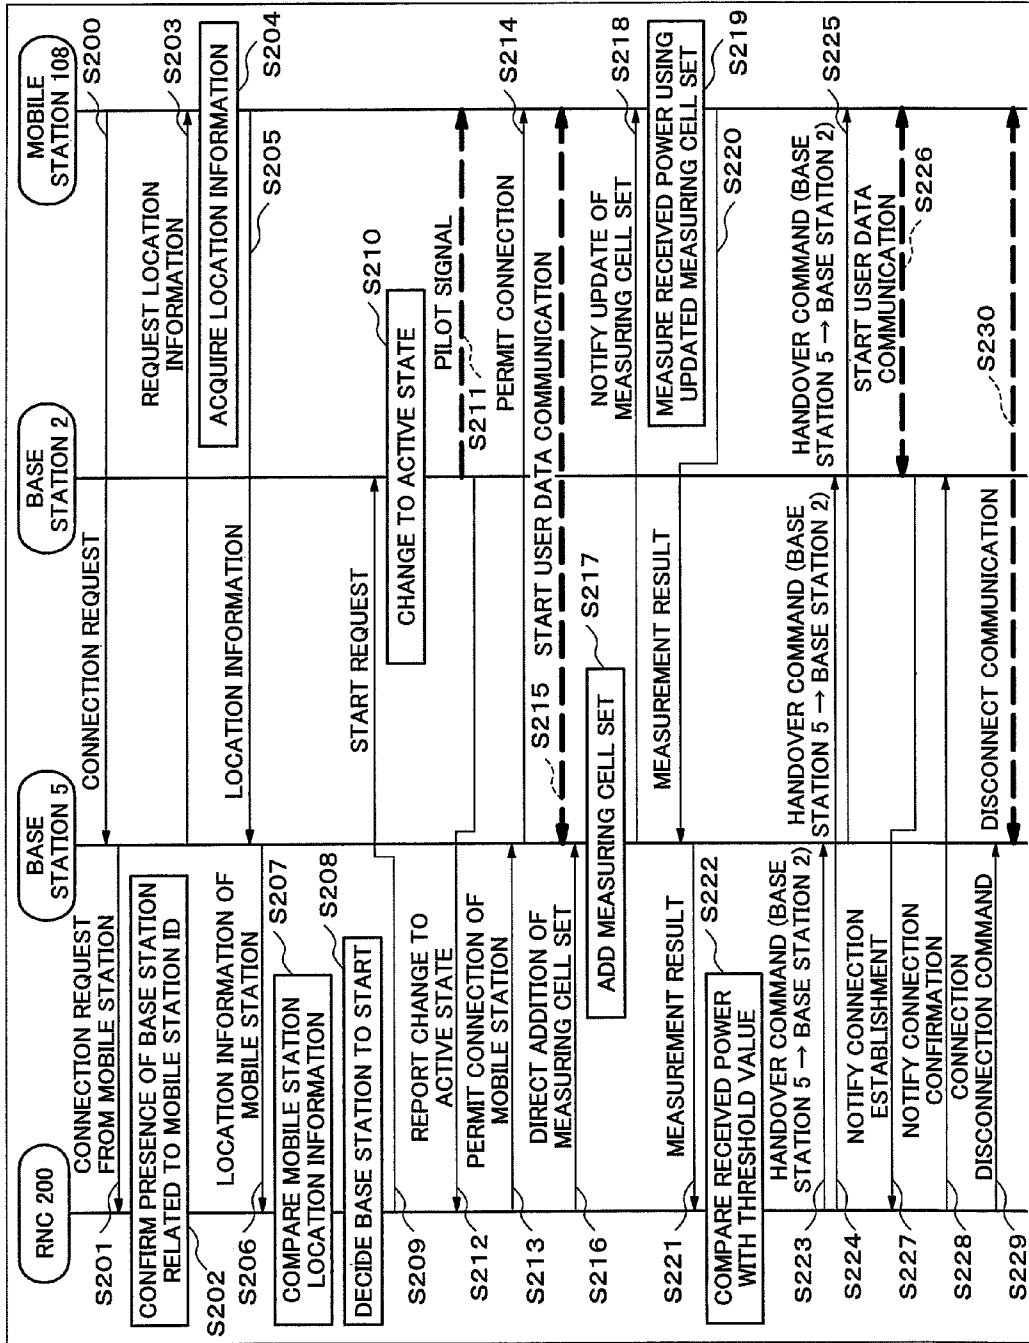 RNC 200
BASE
STATION 5
BASE
STATION 2
MOBILE
STATION 108
CONNECTION REQUEST
S200
CONNECTION REQUEST
FROM MOBILE STATION
S201
CONFIRM PRESENCE OF BASE STATION
RELATED TO MOBILE STATION ID
S202
REQUEST LOCATION
INFORMATION
S203
ACQUIRE LOCATION INFORMATION
S204
LOCATION INFORMATION
S205
LOCATION INFORMATION OF
MOBILE STATION
S206
COMPARE MOBILE STATION
LOCATION INFORMATION
S207
DECIDE BASE STATION TO START
S208
START REQUEST
S209
CHANGE TO ACTIVE STATE
S210
PILOT SIGNAL
S211
REPORT CHANGE TO
ACTIVE STATE
S212
PERMIT CONNECTION OF
MOBILE STATION
S213
PERMIT CONNECTION
S214
S215
START USER DATA COMMUNICATION
DIRECT ADDITION OF
MEASURING CELL SET
S216
ADD MEASURING CELL SET
S217
NOTIFY UPDATE OF
MEASURING CELL SET
S218
MEASURE RECEIVED POWER USING
UPDATED MEASURING CELL SET
S219
MEASUREMENT RESULT
S220
MEASUREMENT RESULT
S221
COMPARE RECEIVED POWER
WITH THRESHOLD VALUE
S222
HANDOVER COMMAND (BASE
STATION 5 → BASE STATION 2)
S223
HANDOVER COMMAND (BASE
STATION 5 → BASE STATION 2)
S224
HANDOVER COMMAND (BASE
STATION 5 → BASE STATION 2)
S225
START USER DATA
COMMUNICATION
S226
NOTIFY CONNECTION
ESTABLISHMENT
S227
NOTIFY CONNECTION
CONFIRMATION
S228
CONNECTION
DISCONNECTION COMMAND
S229
DISCONNECT COMMUNICATION
S230